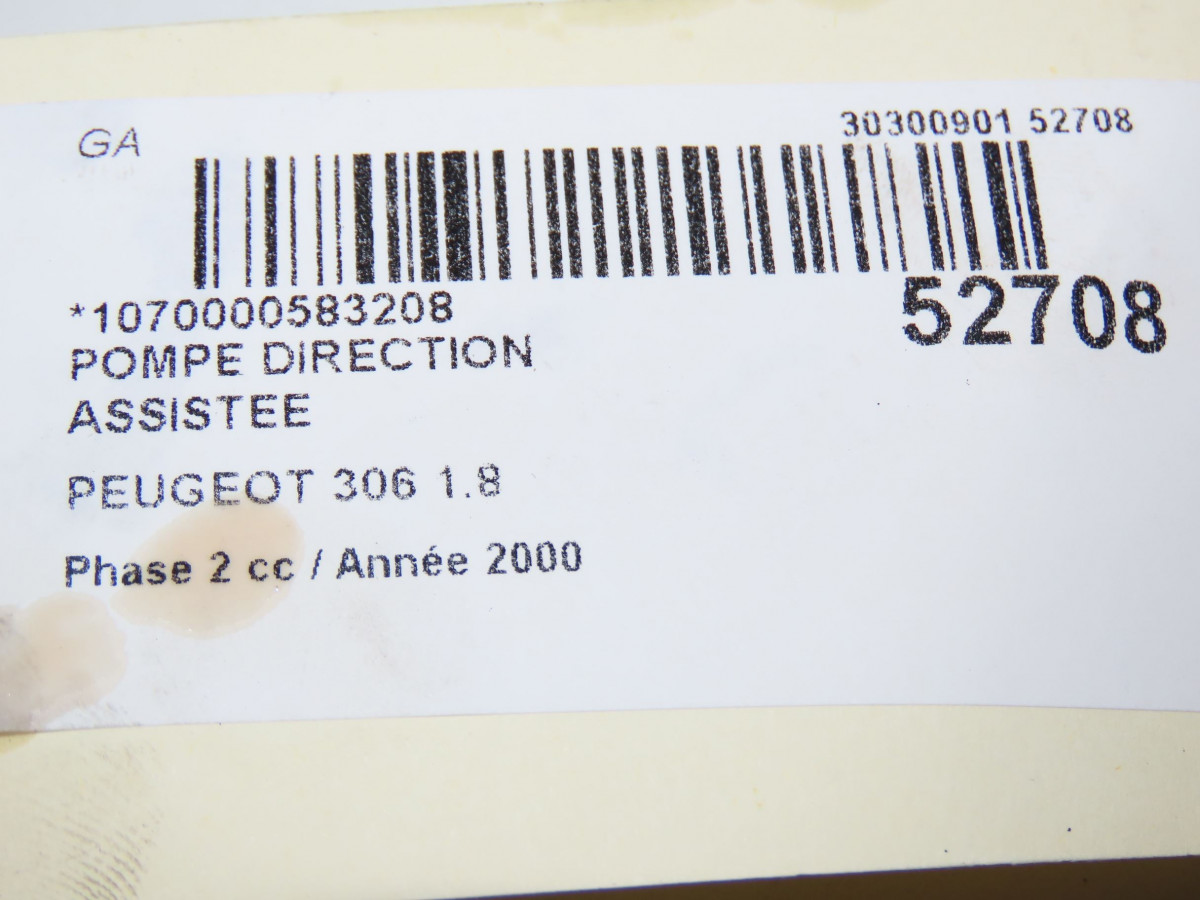 GA
30300901 52708
52708
*1070000583208
POMPE DIRECTION
ASSISTEE
PEUGEOT 306 1.8
Phase 2 cc / Année 2000